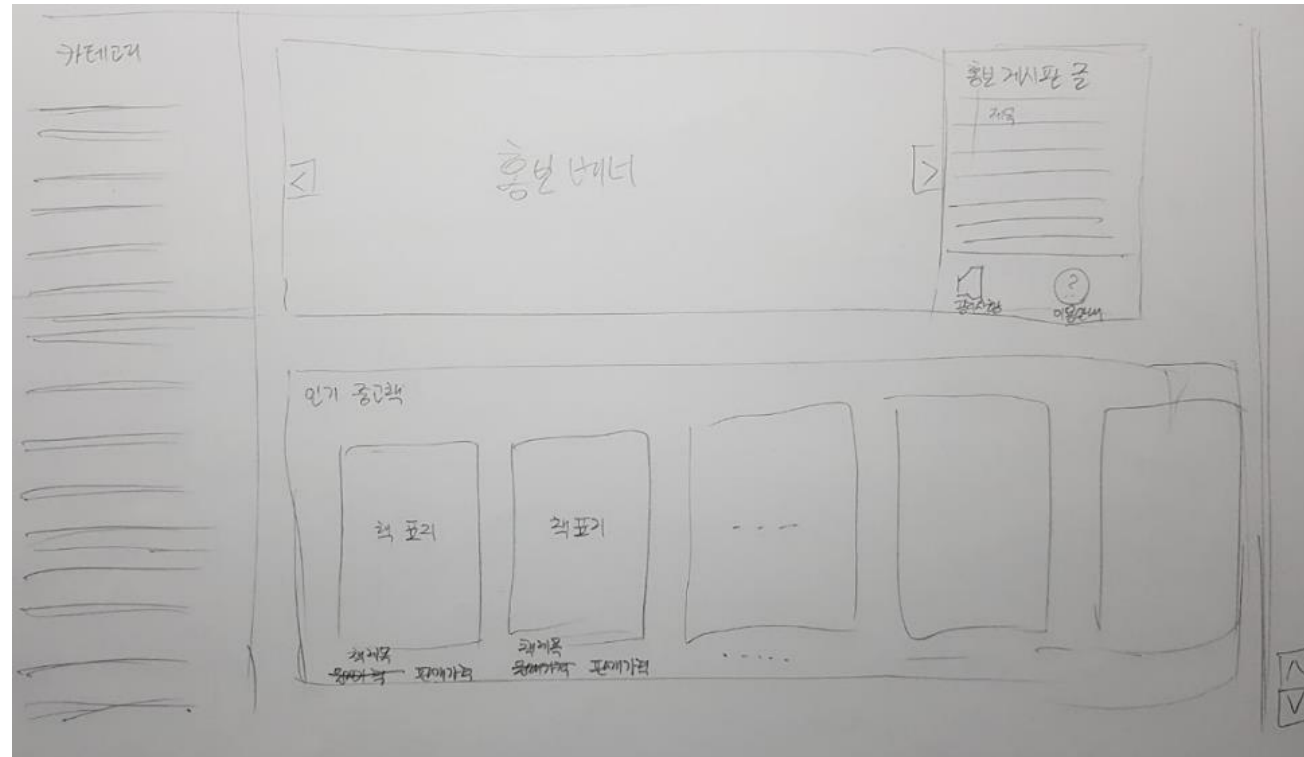 카테고리
홍보 배너
홍보 게시판 글
제목
공지사항
이용안내
인기 중고책
책 표지
책 표지
책제목
판매가격
책제목
판매가격